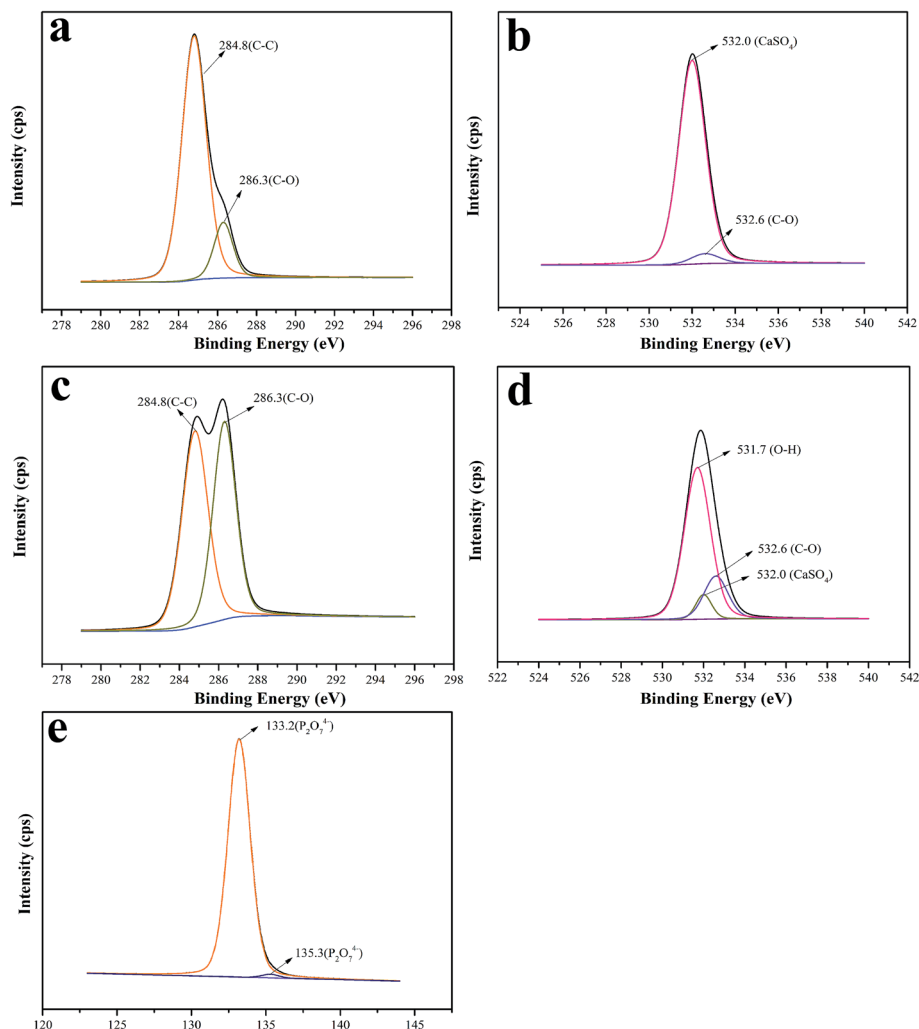 a
284.8(C-C)
286.3(C-O)
Intensity (cps)
278 280 282 284 286 288 290 292 294 296 298
Binding Energy (eV)
b
532.0 (CaSO₄)
532.6 (C-O)
Intensity (cps)
524 526 528 530 532 534 536 538 540 542
Binding Energy (eV)
c
284.8(C-C)
286.3(C-O)
Intensity (cps)
278 280 282 284 286 288 290 292 294 296 298
Binding Energy (eV)
d
531.7 (O-H)
532.6 (C-O)
532.0 (CaSO₄)
Intensity (cps)
522 524 526 528 530 532 534 536 538 540 542
Binding Energy (eV)
e
133.2(P₂O₇⁴⁻)
135.3(P₂O₇⁴⁻)
Intensity (cps)
120 125 130 135 140 145